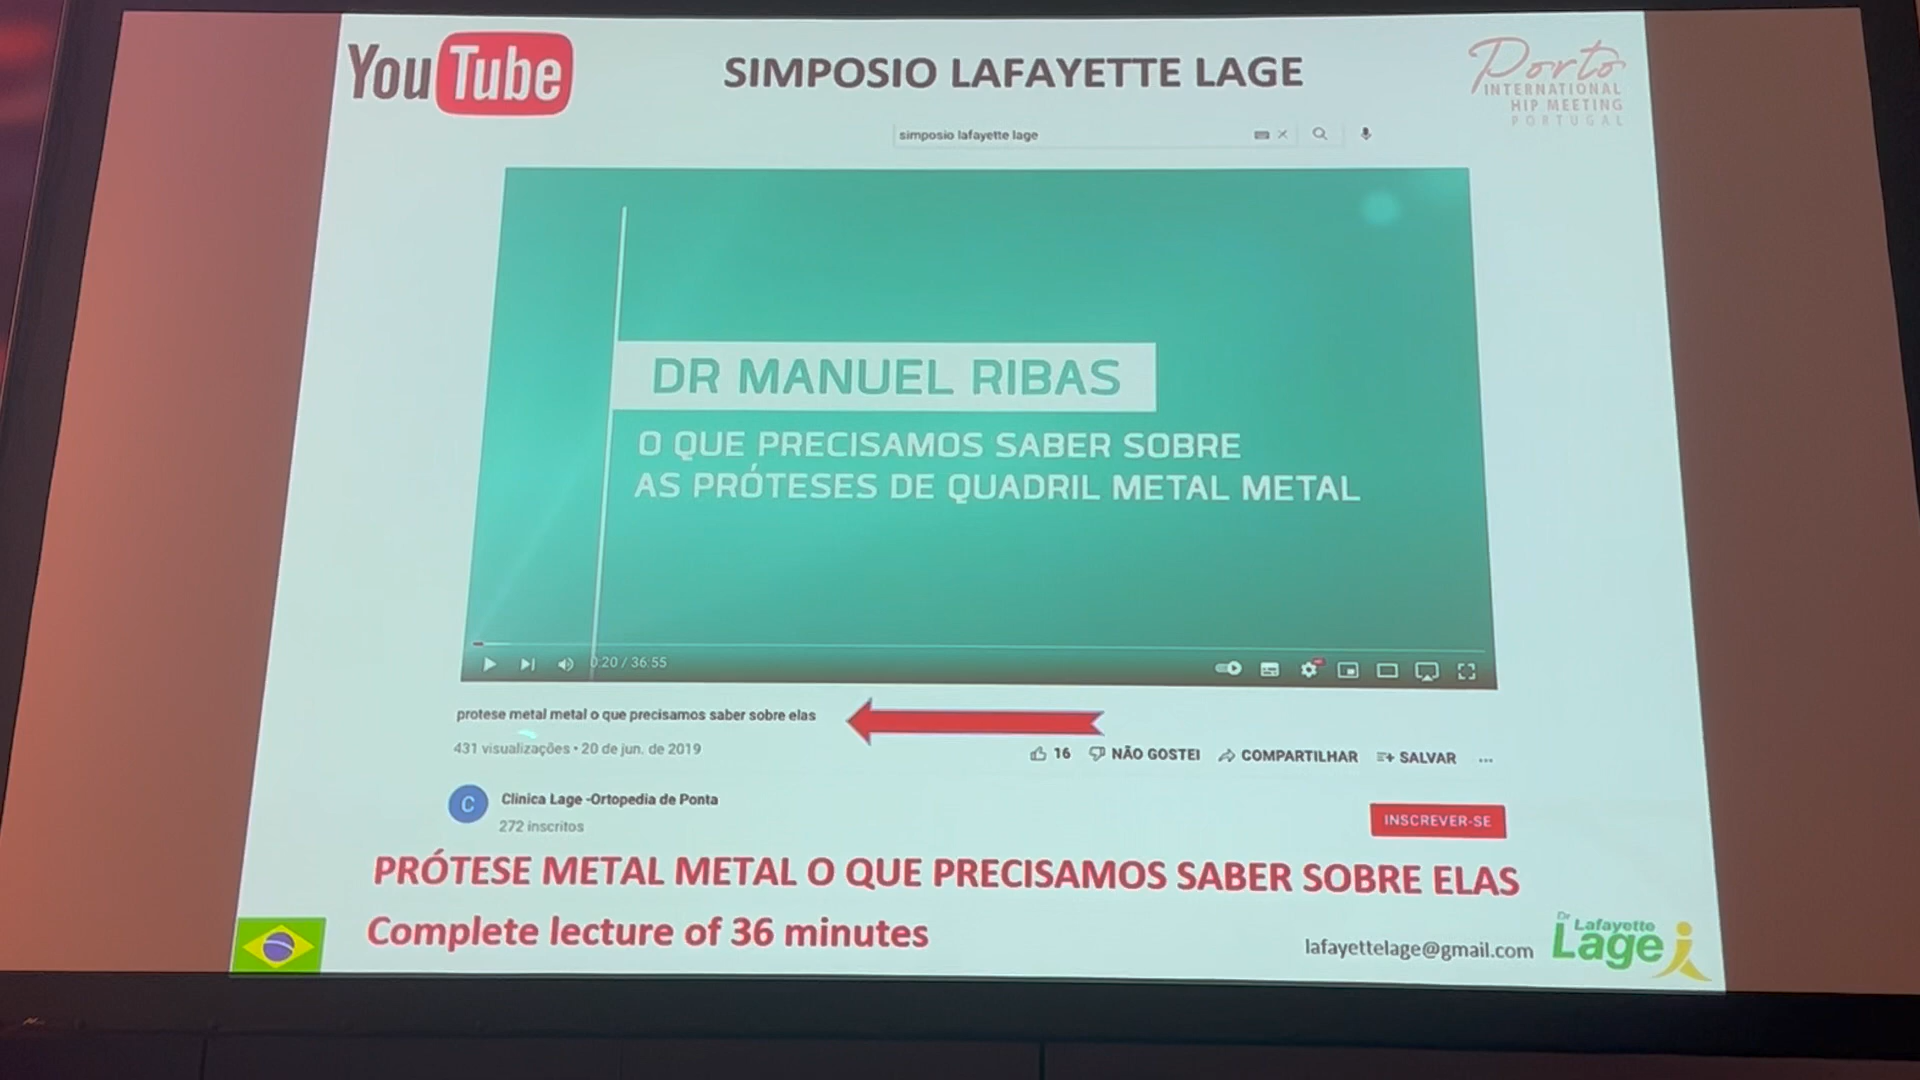 YouTube
SIMPOSIO LAFAYETTE LAGE
Porto
INTERNATIONAL
HIP MEETING
PORTUGAL
simposio lafayette lage
DR MANUEL RIBAS
O QUE PRECISAMOS SABER SOBRE
AS PRÓTESES DE QUADRIL METAL METAL
0:20 / 36:55
protese metal metal o que precisamos saber sobre elas
431 visualizações • 20 de jun. de 2019
16 NÃO GOSTEI COMPARTILHAR SALVAR ...
C
Clinica Lage -Ortopedia de Ponta
272 inscritos
INSCREVER-SE
PRÓTESE METAL METAL O QUE PRECISAMOS SABER SOBRE ELAS
Complete lecture of 36 minutes
lafayettelage@gmail.com
Dr Lafayette
Lage